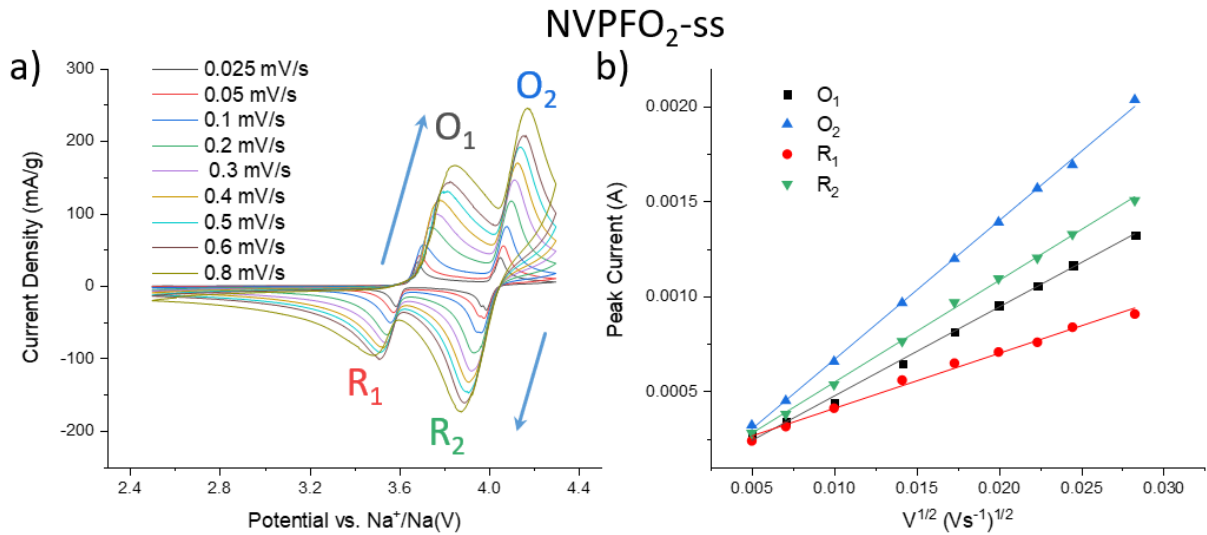 NVPFO₂-ss
a)
0.025 mV/s
0.05 mV/s
0.1 mV/s
0.2 mV/s
0.3 mV/s
0.4 mV/s
0.5 mV/s
0.6 mV/s
0.8 mV/s
O₁
O₂
R₁
R₂
300
200
100
0
-100
-200
Current Density (mA/g)
2.4 2.8 3.2 3.6 4.0 4.4
Potential vs. Na⁺/Na(V)
b)
O₁
O₂
R₁
R₂
0.0020
0.0015
0.0010
0.0005
Peak Current (A)
0.005 0.010 0.015 0.020 0.025 0.030
V¹ᐟ² (Vs⁻¹)¹ᐟ²